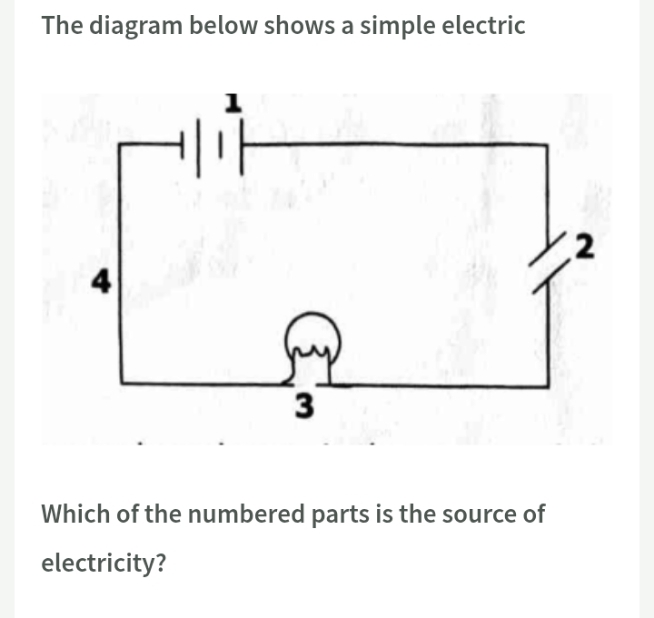 The diagram below shows a simple electric
1
2
4
3
Which of the numbered parts is the source of
electricity?